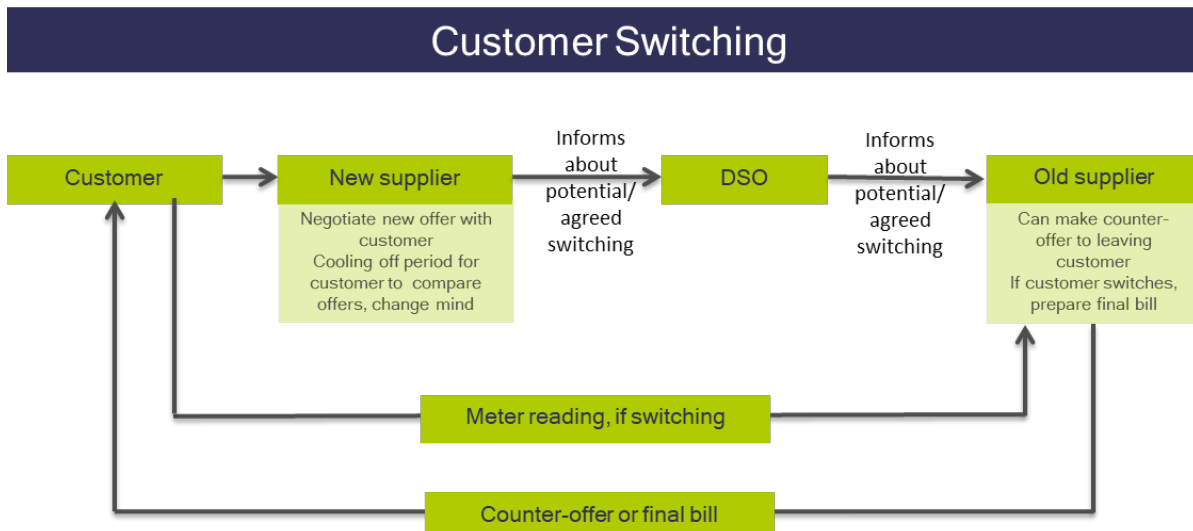 Customer Switching
Customer
New supplier
Negotiate new offer with
customer
Cooling off period for
customer to compare
offers, change mind
Informs
about
potential/
agreed
switching
DSO
Informs
about
potential/
agreed
switching
Old supplier
Can make counter-
offer to leaving
customer
If customer switches,
prepare final bill
Meter reading, if switching
Counter-offer or final bill